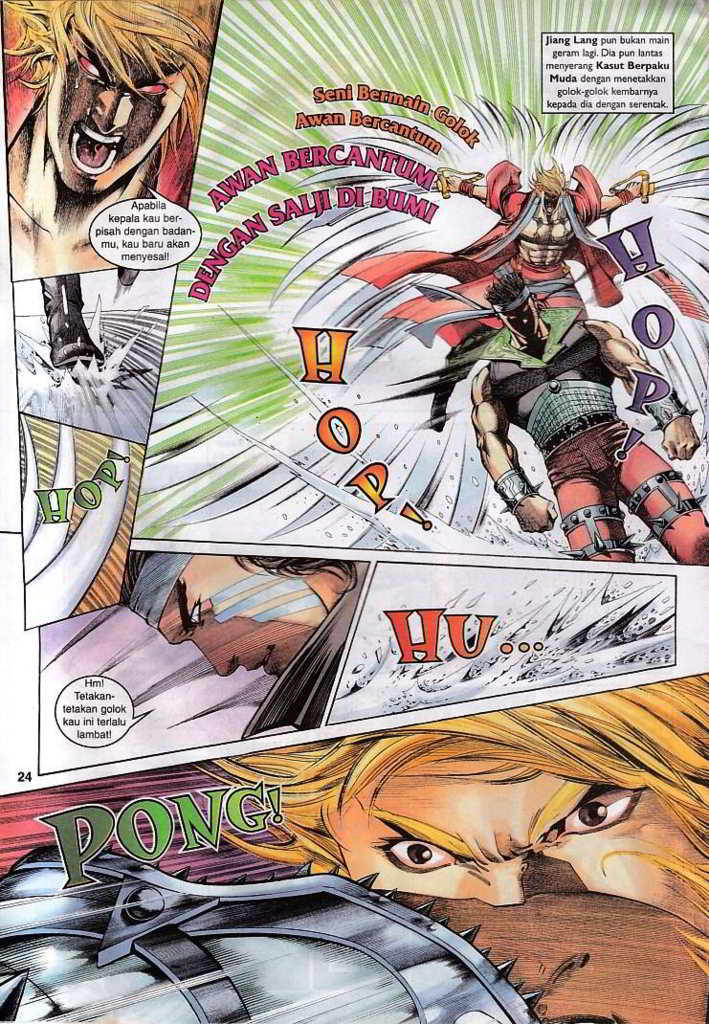 Apabila
kepala kau ber-
pisah dengan badan-
mu, kau baru akan
menyesal!
Jiang Lang pun bukan main
geram lagi. Dia pun lantas
menyerang Kasut Berpaku
Muda dengan menetakkan
golok-golok kembarnya
kepada dia dengan serentak.
Seni Bermain Golok
Awan Bercantum
AWAN BERCANTUM
DENGAN SALJI DI BUMI
HOP!
HOP!
HOP!
Hm!
Tetakan-
tetakan golok
kau ini terlalu
lambat!
HU...
24
PONG!